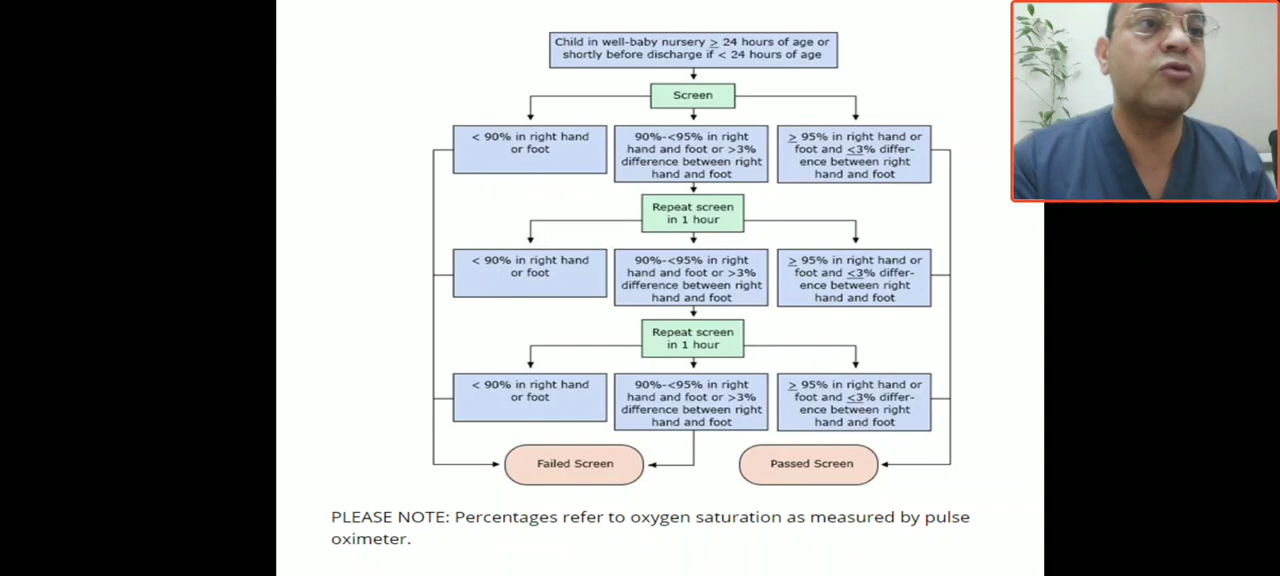 Child in well-baby nursery ≥ 24 hours of age or
shortly before discharge if < 24 hours of age
Screen
< 90% in right hand
or foot
90%-<95% in right
hand and foot or >3%
difference between right
hand and foot
≥ 95% in right hand or
foot and ≤3% differ-
ence between right
hand and foot
Repeat screen
in 1 hour
< 90% in right hand
or foot
90%-<95% in right
hand and foot or >3%
difference between right
hand and foot
≥ 95% in right hand or
foot and ≤3% differ-
ence between right
hand and foot
Repeat screen
in 1 hour
< 90% in right hand
or foot
90%-<95% in right
hand and foot or >3%
difference between right
hand and foot
≥ 95% in right hand or
foot and ≤3% differ-
ence between right
hand and foot
Failed Screen
Passed Screen
PLEASE NOTE: Percentages refer to oxygen saturation as measured by pulse
oximeter.